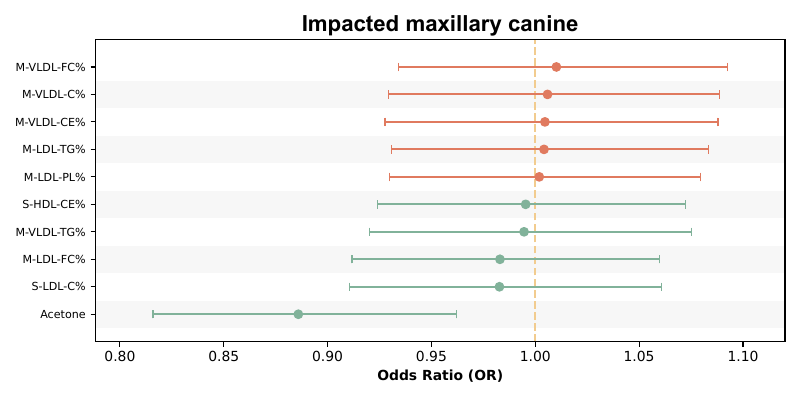 Impacted maxillary canine
M-VLDL-FC%
M-VLDL-C%
M-VLDL-CE%
M-LDL-TG%
M-LDL-PL%
S-HDL-CE%
M-VLDL-TG%
M-LDL-FC%
S-LDL-C%
Acetone
0.80 0.85 0.90 0.95 1.00 1.05 1.10
Odds Ratio (OR)